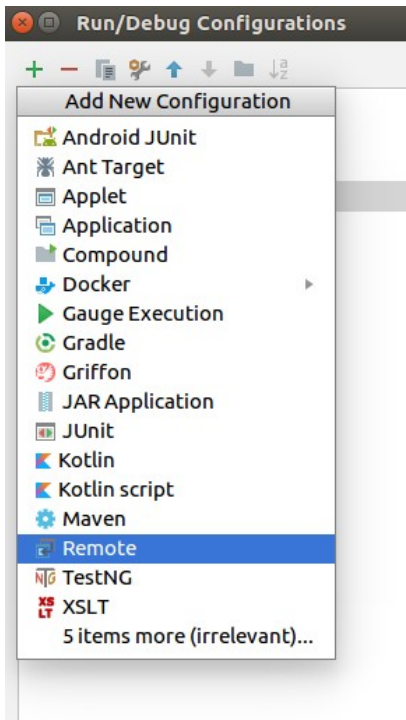 Run/Debug Configurations
Add New Configuration
Android JUnit
Ant Target
Applet
Application
Compound
Docker
Gauge Execution
Gradle
Griffon
JAR Application
JUnit
Kotlin
Kotlin script
Maven
Remote
TestNG
XSLT
5 items more (irrelevant)...